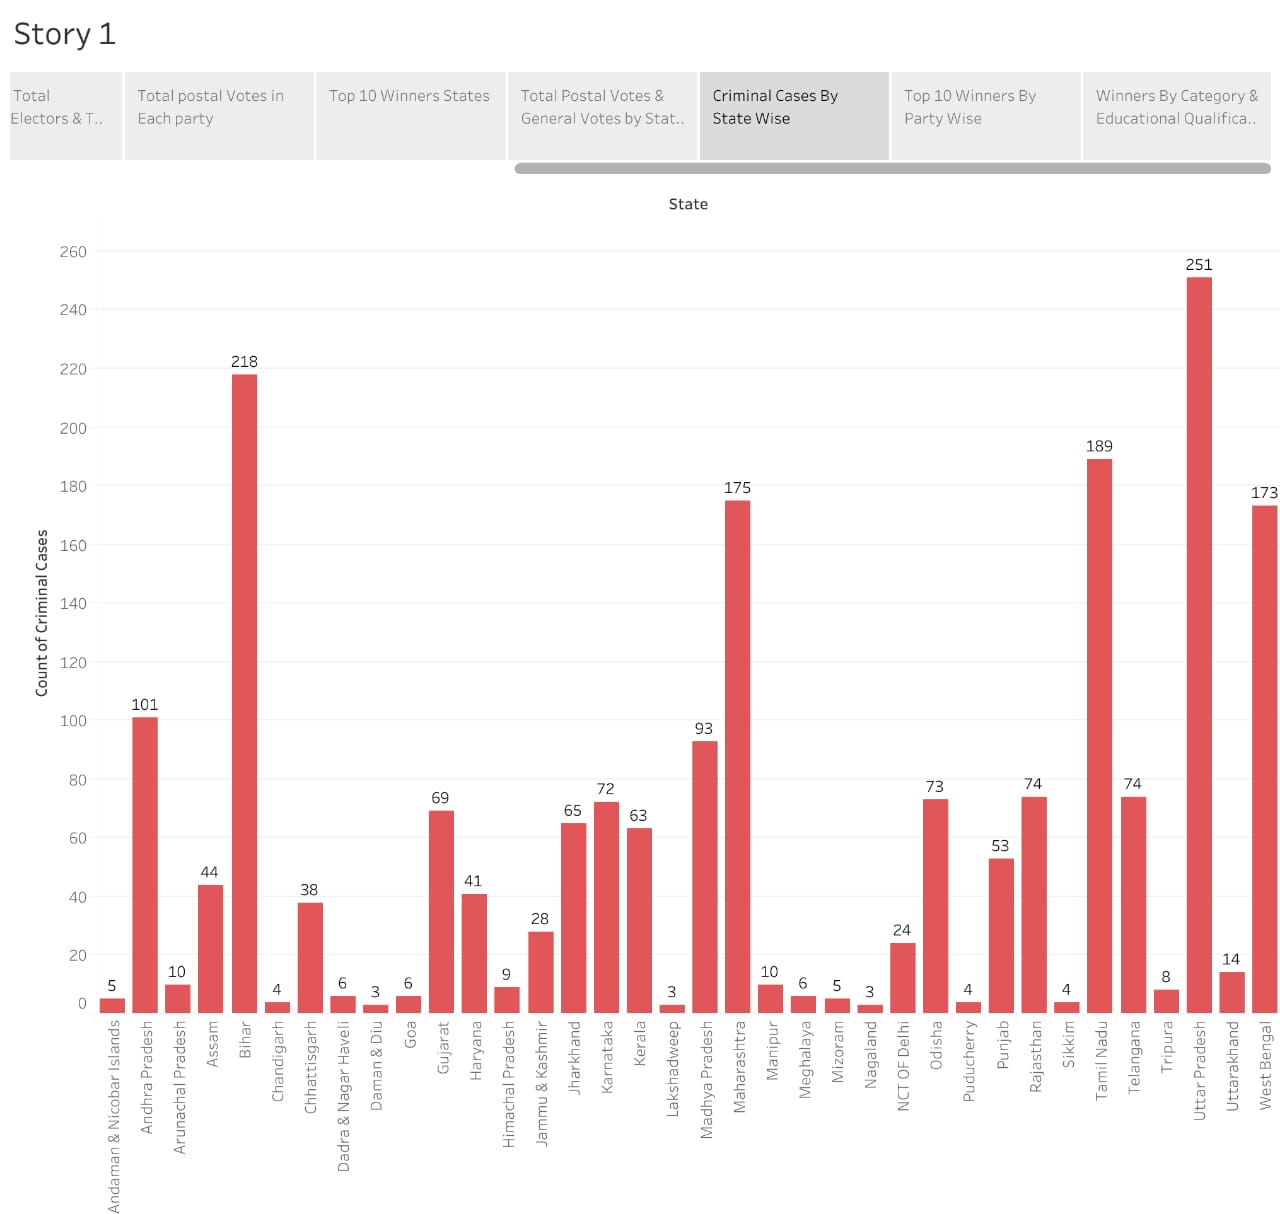 Story 1
Total
Electors & T..
Total postal Votes in
Each party
Top 10 Winners States
Total Postal Votes &
General Votes by Stat..
Criminal Cases By
State Wise
Top 10 Winners By
Party Wise
Winners By Category &
Educational Qualifica..
State
Count of Criminal Cases
260
240
220
200
180
160
140
120
100
80
60
40
20
0
5
101
10
44
218
4
38
6
3
6
69
41
9
28
65
72
63
3
93
175
10
6
5
3
24
73
4
53
74
4
189
74
8
251
14
173
Andaman & Nicobar Islands
Andhra Pradesh
Arunachal Pradesh
Assam
Bihar
Chandigarh
Chhattisgarh
Dadra & Nagar Haveli
Daman & Diu
Goa
Gujarat
Haryana
Himachal Pradesh
Jammu & Kashmir
Jharkhand
Karnataka
Kerala
Lakshadweep
Madhya Pradesh
Maharashtra
Manipur
Meghalaya
Mizoram
Nagaland
NCT OF Delhi
Odisha
Puducherry
Punjab
Rajasthan
Sikkim
Tamil Nadu
Telangana
Tripura
Uttar Pradesh
Uttarakhand
West Bengal